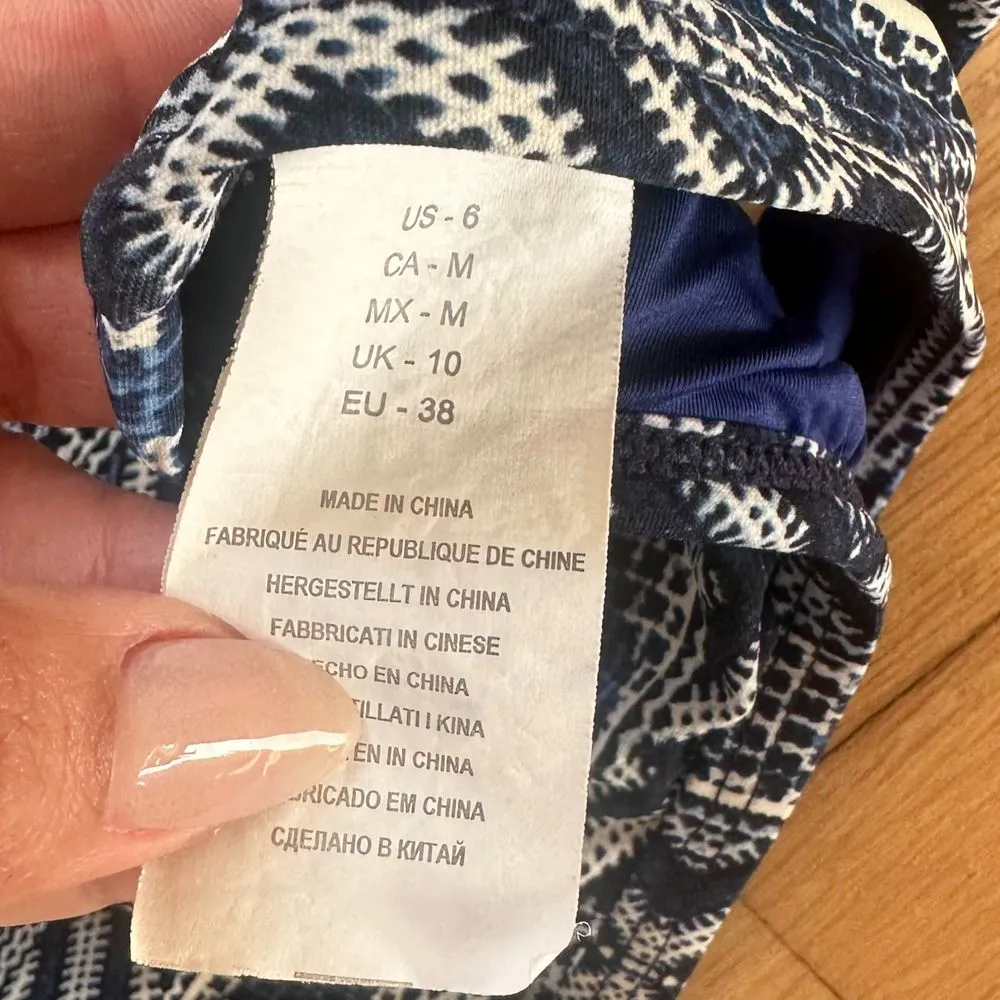 US - 6
CA - M
MX - M
UK - 10
EU - 38
MADE IN CHINA
FABRIQUÉ AU REPUBLIQUE DE CHINE
HERGESTELLT IN CHINA
FABBRICATI IN CINESE
EN CHINA
I KINA
IN CHINA
EM CHINA
СДЕЛАНО В КИТАЙ